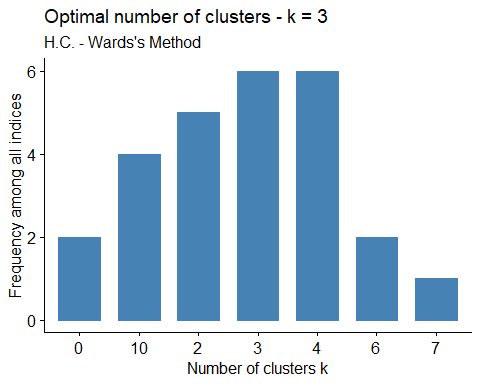 Optimal number of clusters - k = 3
H.C. - Wards's Method
Frequency among all indices
6
4
2
0
0 10 2 3 4 6 7
Number of clusters k